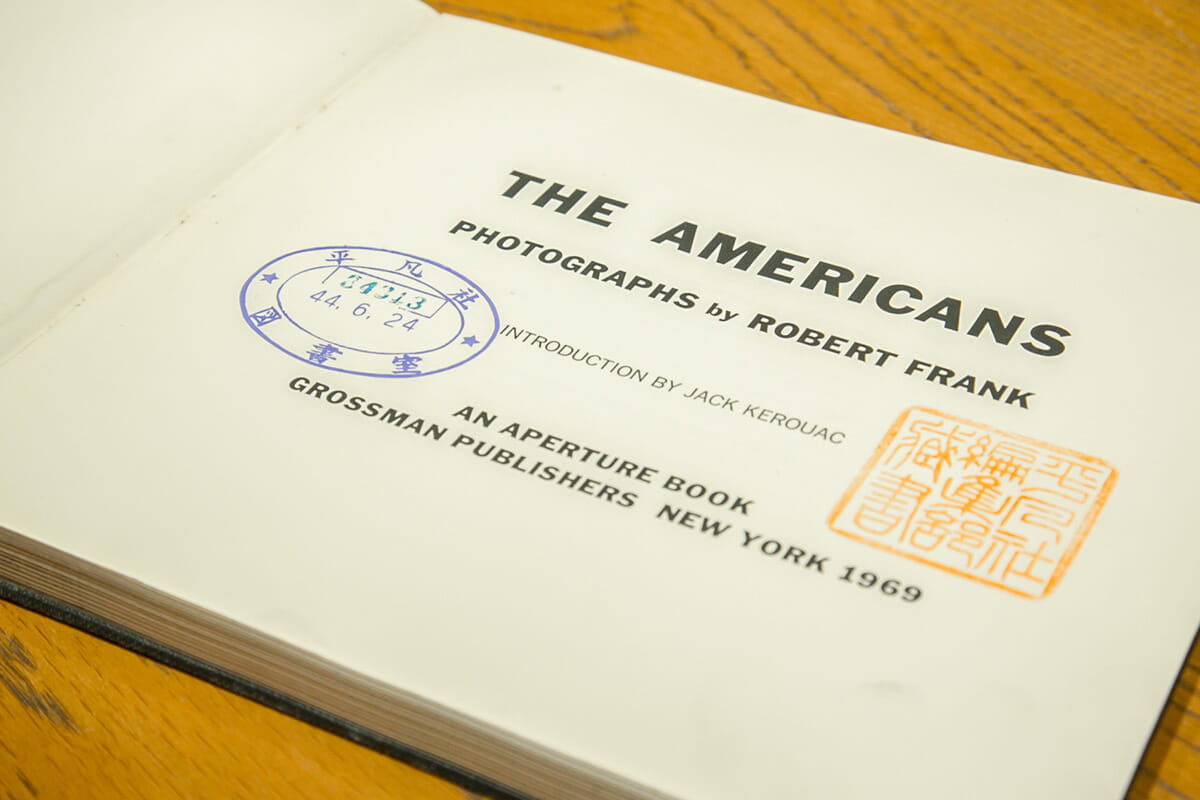 THE AMERICANS
PHOTOGRAPHS by ROBERT FRANK
平凡社
44. 6. 24
図書室
INTRODUCTION BY JACK KEROUAC
AN APERTURE BOOK
GROSSMAN PUBLISHERS NEW YORK 1969
平凡社
編集部
蔵書